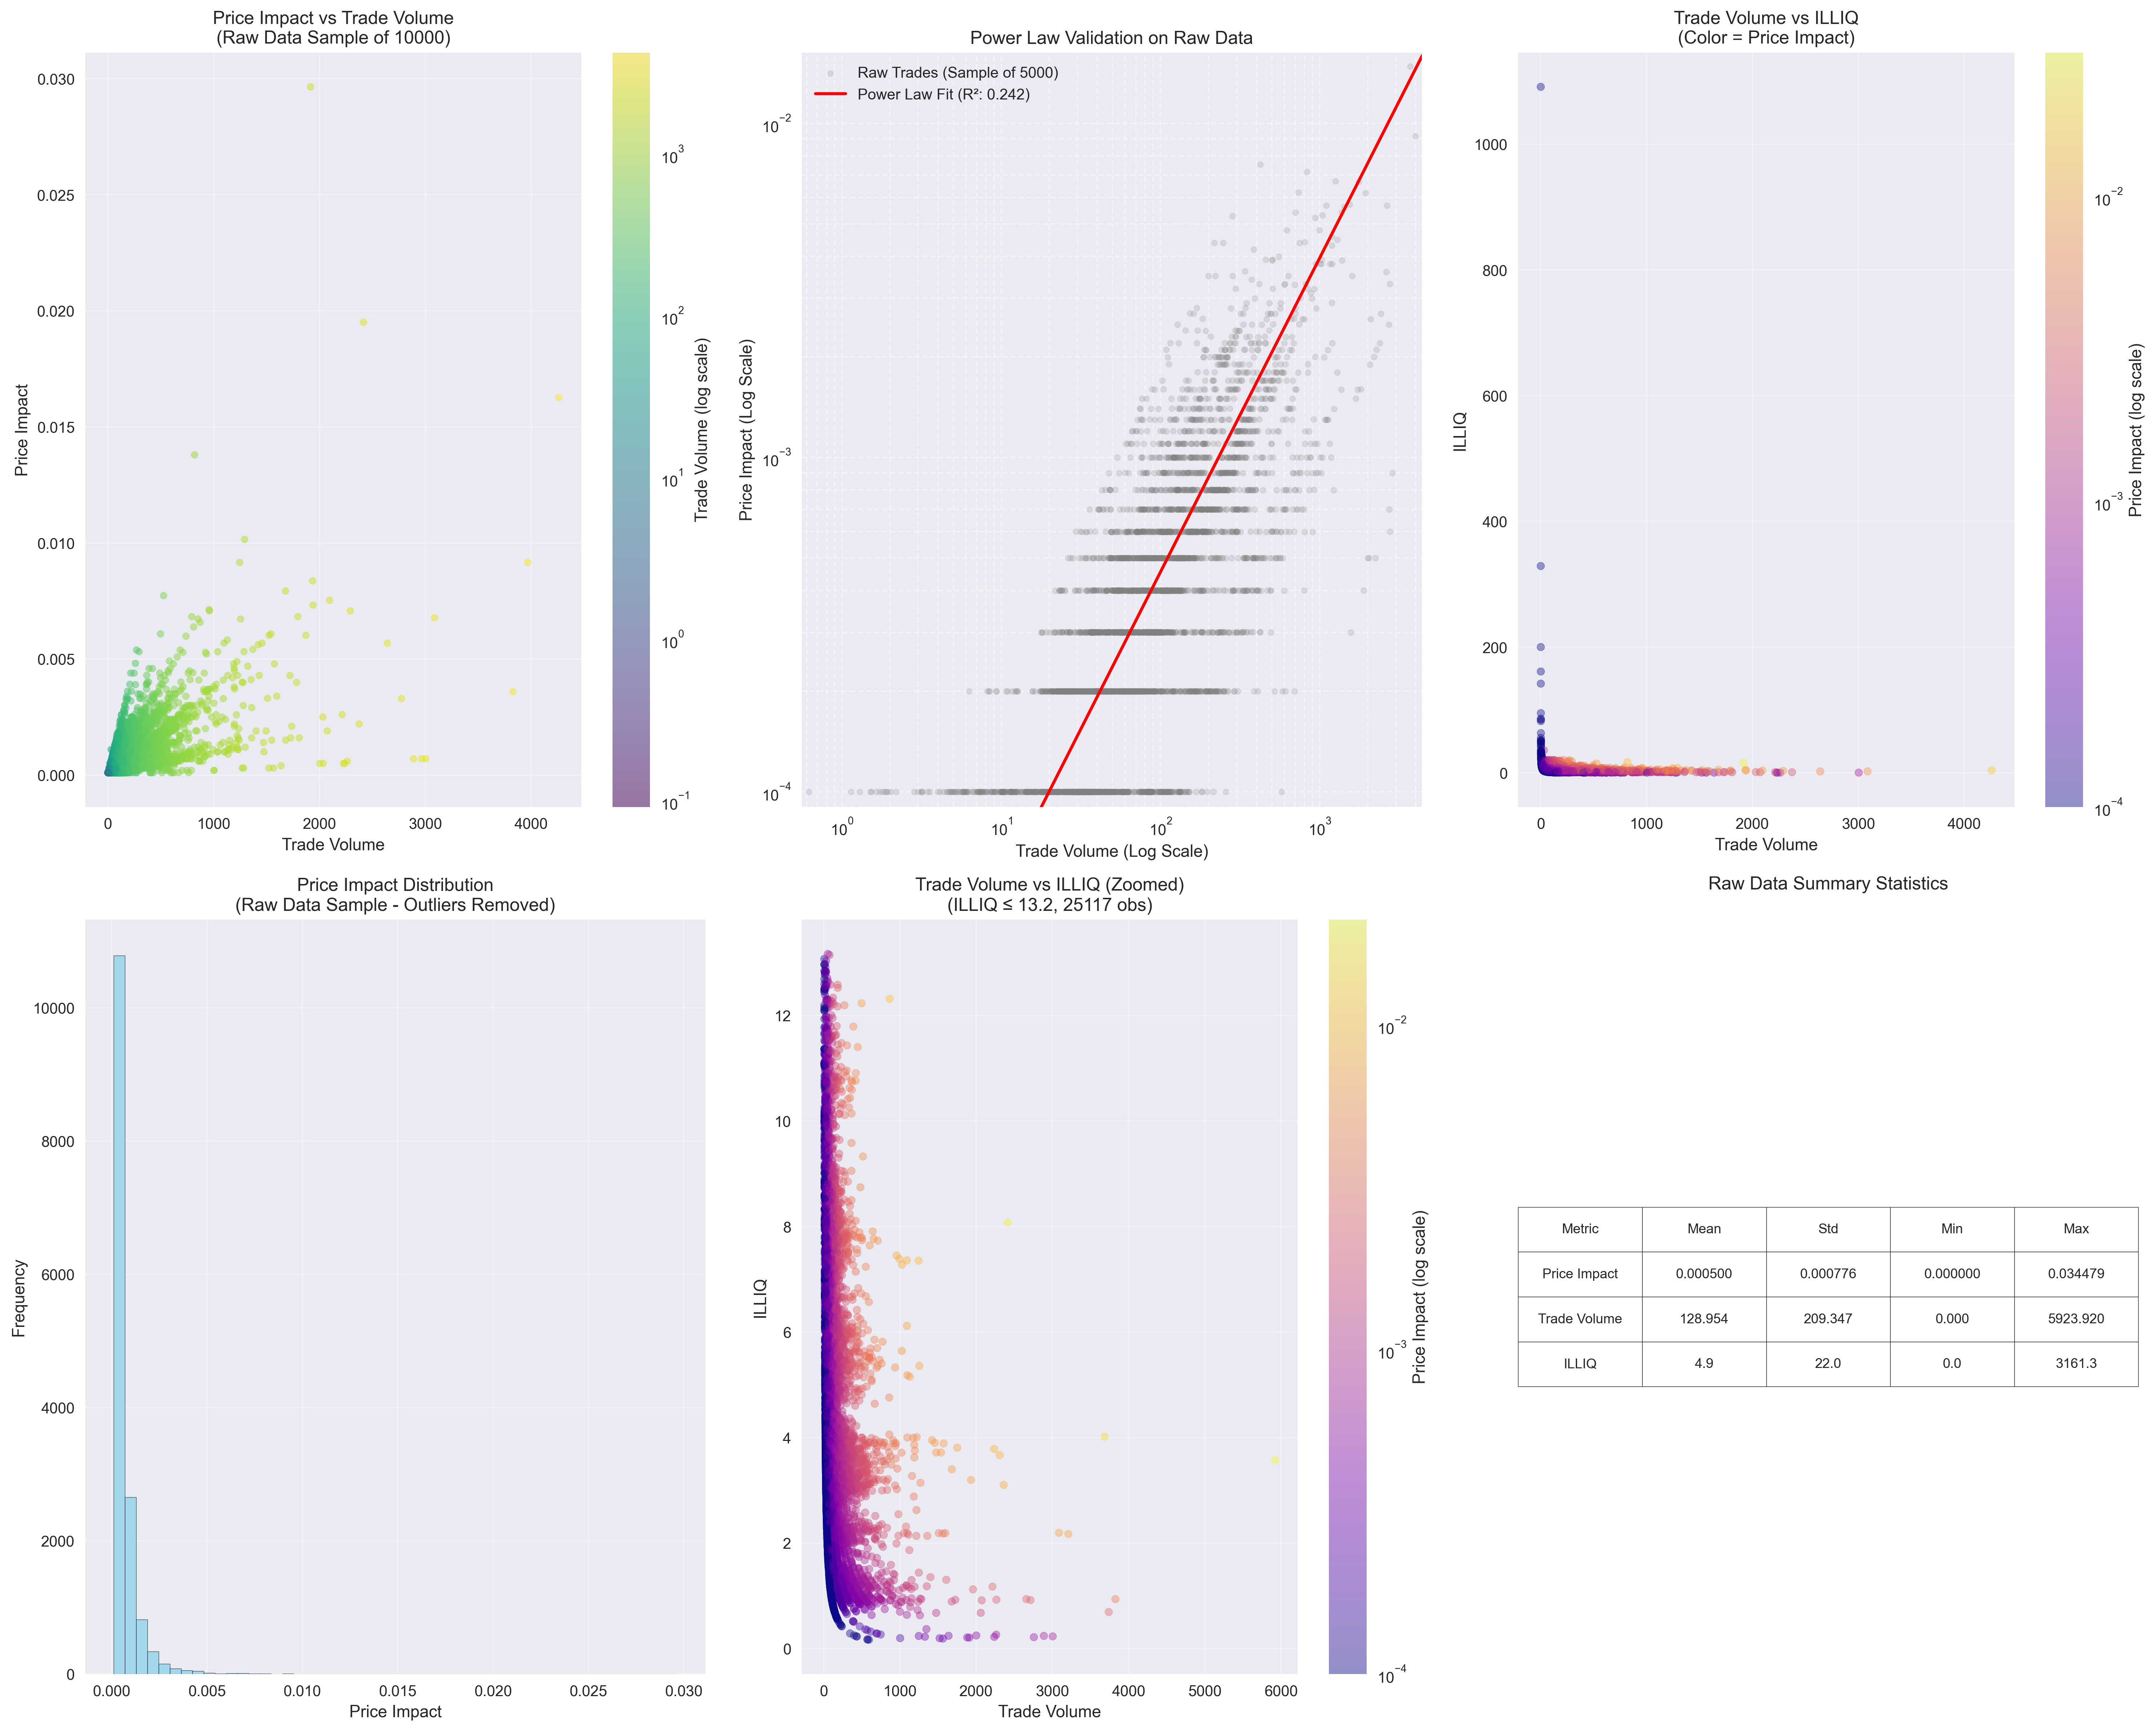 Price Impact vs Trade Volume
(Raw Data Sample of 10000)
0.030
0.025
0.020
0.015
0.010
0.005
0.000
Price Impact
0
1000
2000
3000
4000
Trade Volume
10³
10²
10¹
10⁰
10⁻¹
Trade Volume (log scale)
Power Law Validation on Raw Data
Raw Trades (Sample of 5000)
Power Law Fit (R²: 0.242)
10⁻²
10⁻³
10⁻⁴
Price Impact (Log Scale)
10⁰
10¹
10²
10³
Trade Volume (Log Scale)
Trade Volume vs ILLIQ
(Color = Price Impact)
1000
800
600
400
200
0
ILLIQ
0
1000
2000
3000
4000
Trade Volume
10⁻²
10⁻³
10⁻⁴
Price Impact (log scale)
Price Impact Distribution
(Raw Data Sample - Outliers Removed)
10000
8000
6000
4000
2000
0
Frequency
0.000
0.005
0.010
0.015
0.020
0.025
0.030
Price Impact
Trade Volume vs ILLIQ (Zoomed)
(ILLIQ ≤ 13.2, 25117 obs)
12
10
8
6
4
2
0
ILLIQ
0
1000
2000
3000
4000
5000
6000
Trade Volume
10⁻²
10⁻³
10⁻⁴
Price Impact (log scale)
Raw Data Summary Statistics
Metric Mean Std Min Max
Price Impact 0.000500 0.000776 0.000000 0.034479
Trade Volume 128.954 209.347 0.000 5923.920
ILLIQ 4.9 22.0 0.0 3161.3